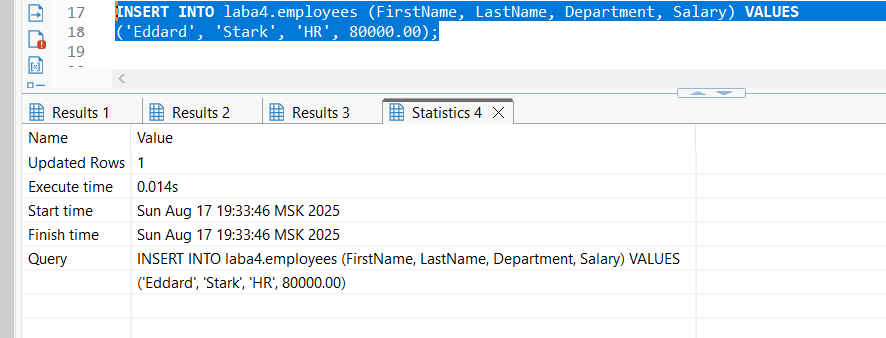 17 INSERT INTO laba4.employees (FirstName, LastName, Department, Salary) VALUES
18 ('Eddard', 'Stark', 'HR', 80000.00);
19
Results 1 Results 2 Results 3 Statistics 4
Name Value
Updated Rows 1
Execute time 0.014s
Start time Sun Aug 17 19:33:46 MSK 2025
Finish time Sun Aug 17 19:33:46 MSK 2025
Query INSERT INTO laba4.employees (FirstName, LastName, Department, Salary) VALUES
('Eddard', 'Stark', 'HR', 80000.00)